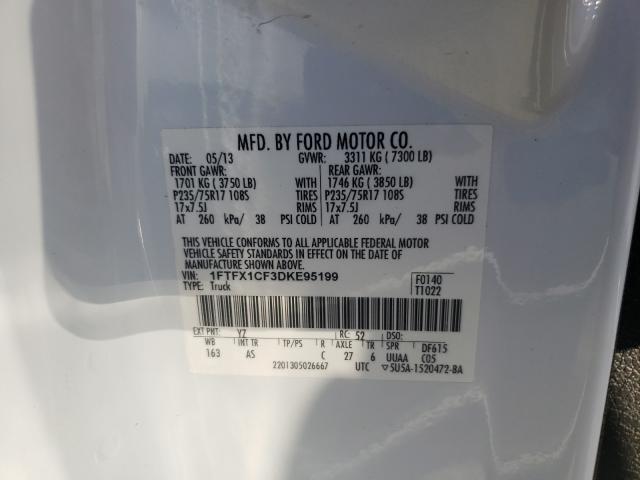 MFD. BY FORD MOTOR CO.
DATE: 05/13 GVWR: 3311 KG ( 7300 LB)
FRONT GAWR: REAR GAWR:
1701 KG ( 3750 LB) WITH 1746 KG ( 3850 LB) WITH
P235/75R17 108S TIRES P235/75R17 108S TIRES
17x7.5J RIMS 17x7.5J RIMS
AT 260 kPa/ 38 PSI COLD AT 260 kPa/ 38 PSI COLD
THIS VEHICLE CONFORMS TO ALL APPLICABLE FEDERAL MOTOR
VEHICLE SAFETY STANDARDS IN EFFECT ON THE DATE OF
MANUFACTURE SHOWN ABOVE.
VIN: 1FTFX1CF3DKE95199 F0140
TYPE: Truck T1022
EXT PNT: YZ RC: 52 DSO:
WB INT TR TP/PS R AXLE TR SPR DF615
163 AS C 27 6 UUAA C05
2201305026667 UTC ▽5U5A-1520472-BA